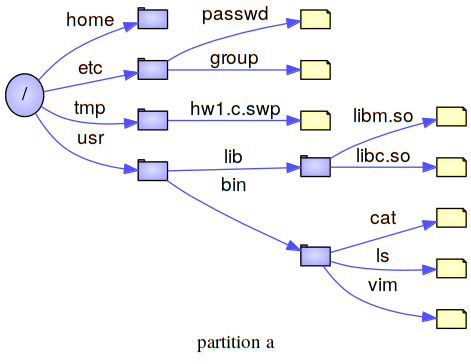 /
home
etc
tmp
usr
passwd
group
hw1.c.swp
lib
bin
libm.so
libc.so
cat
ls
vim
partition a